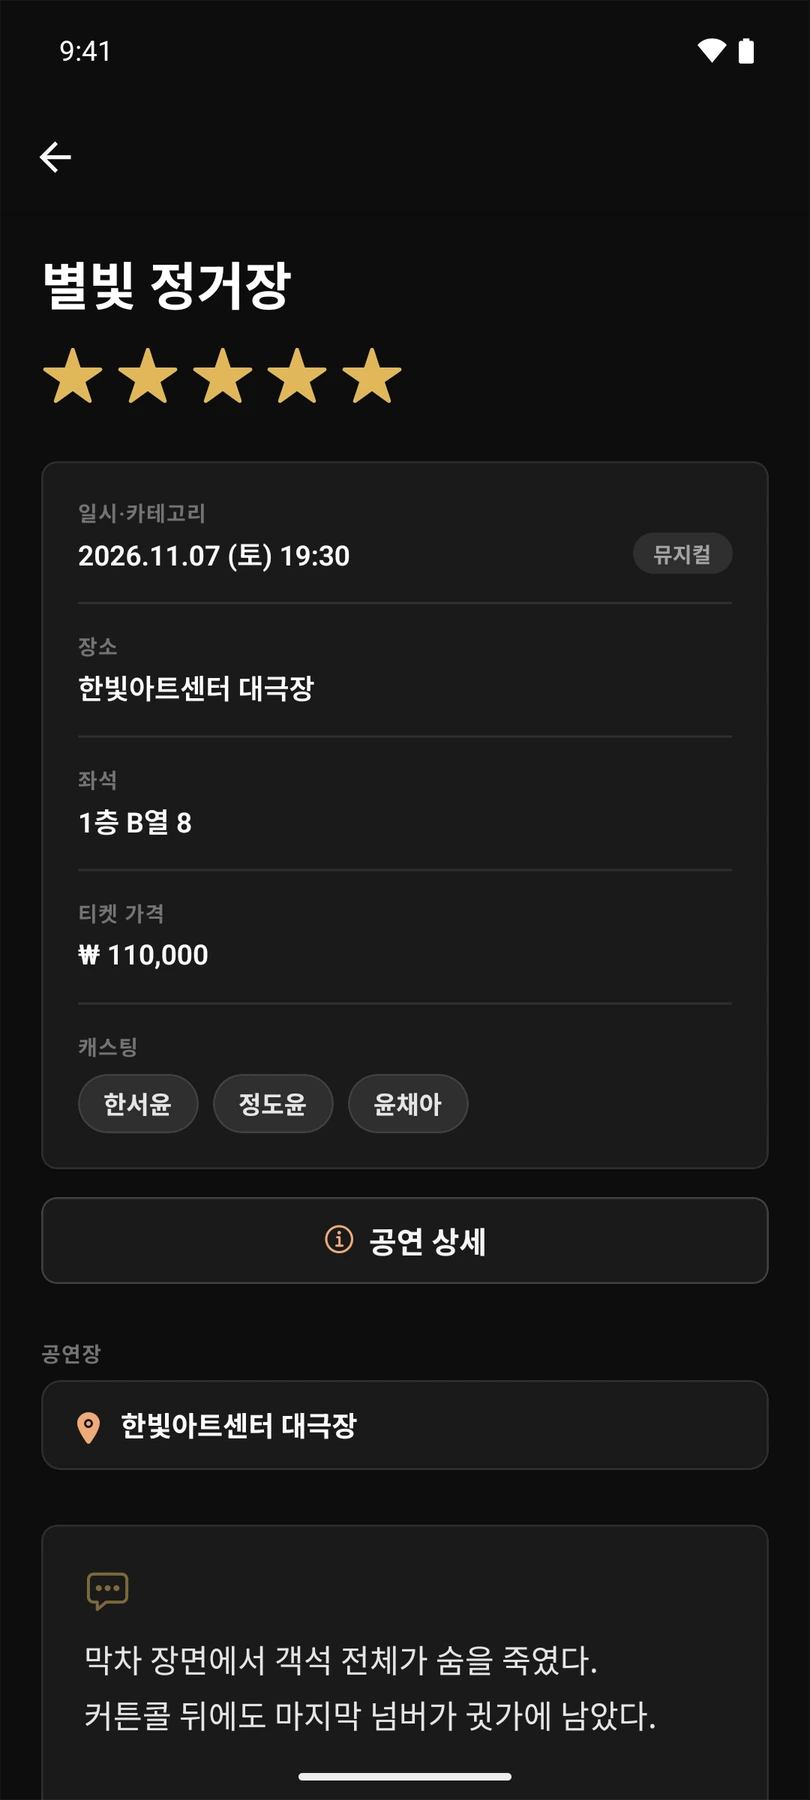 9:41
별빛 정거장
일시·카테고리
2026.11.07 (토) 19:30
뮤지컬
장소
한빛아트센터 대극장
좌석
1층 B열 8
티켓 가격
₩ 110,000
캐스팅
한서윤 정도윤 윤채아
공연 상세
공연장
한빛아트센터 대극장
막차 장면에서 객석 전체가 숨을 죽였다.
커튼콜 뒤에도 마지막 넘버가 귓가에 남았다.